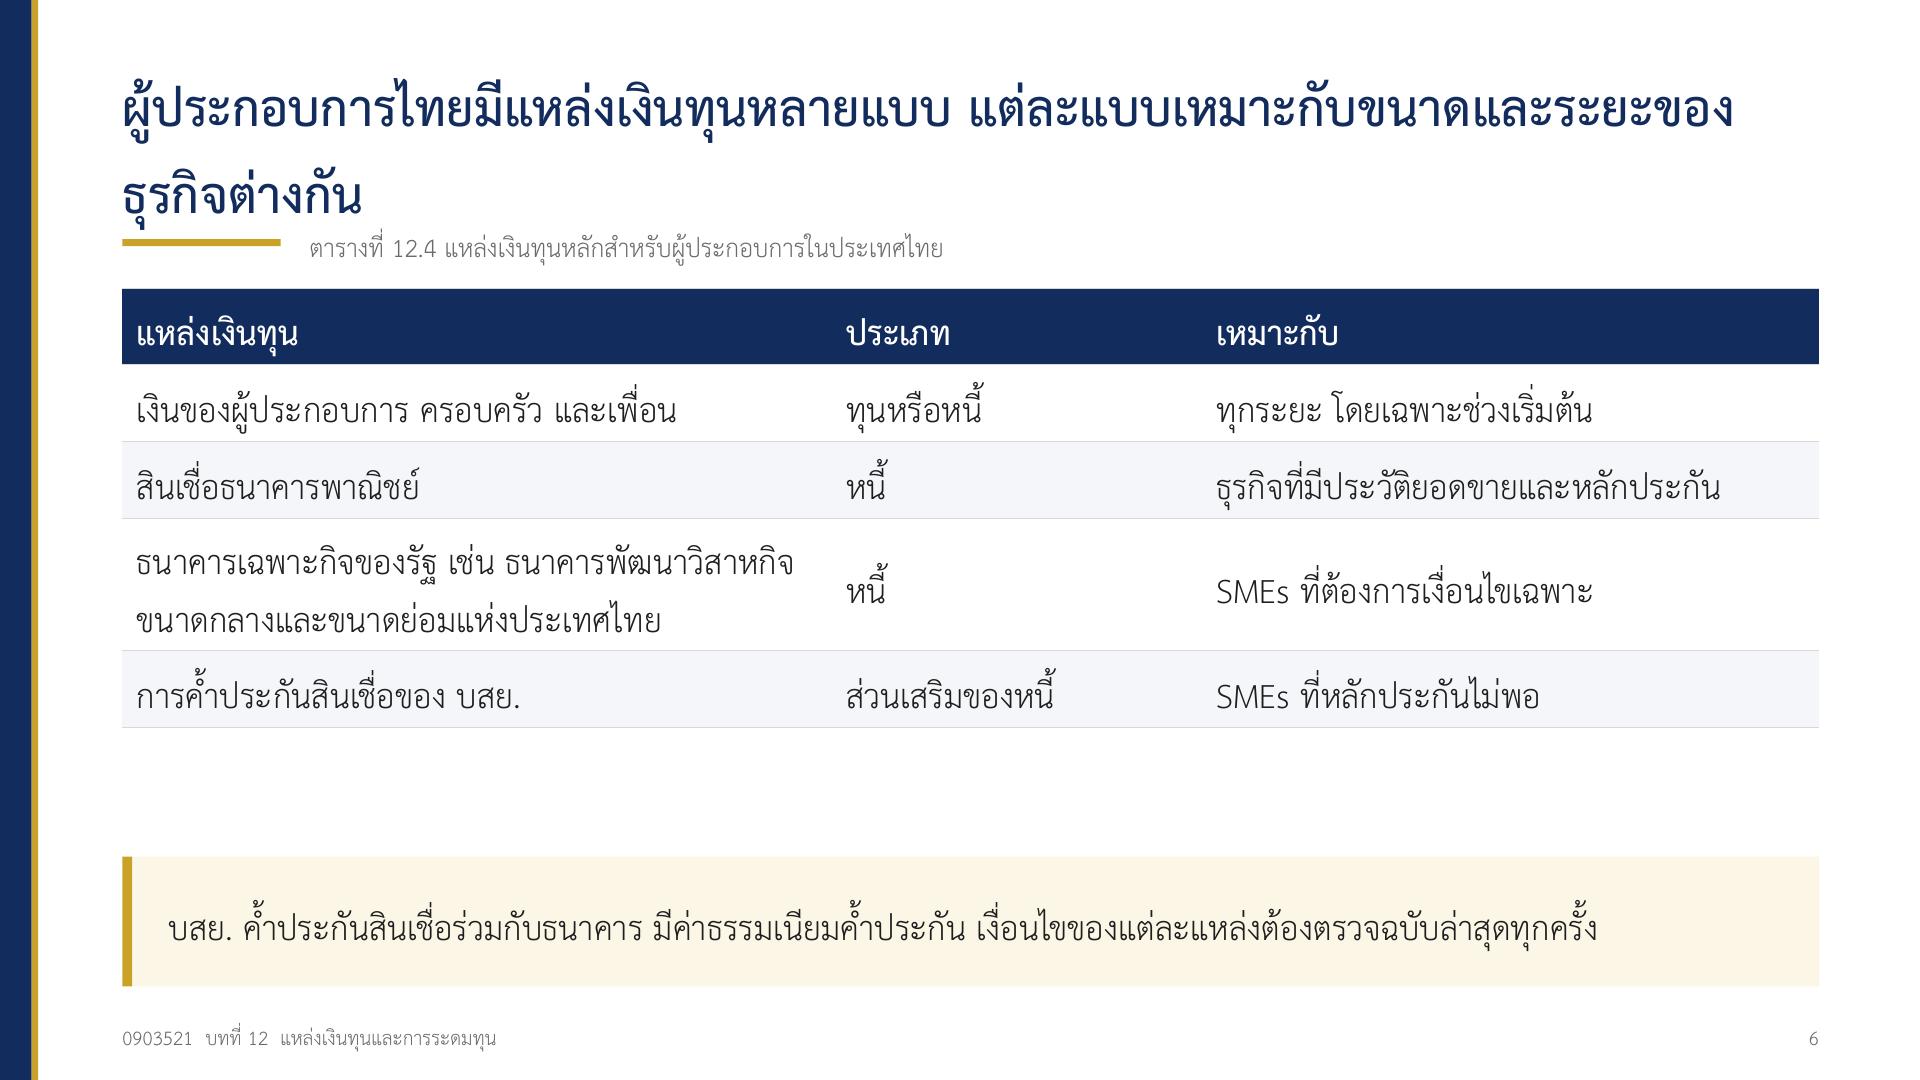 ผู้ประกอบการไทยมีแหล่งเงินทุนหลายแบบ แต่ละแบบเหมาะกับขนาดและระยะของ
ธุรกิจต่างกัน
ตารางที่ 12.4 แหล่งเงินทุนหลักสำหรับผู้ประกอบการในประเทศไทย
แหล่งเงินทุน ประเภท เหมาะกับ
เงินของผู้ประกอบการ ครอบครัว และเพื่อน ทุนหรือหนี้ ทุกระยะ โดยเฉพาะช่วงเริ่มต้น
สินเชื่อธนาคารพาณิชย์ หนี้ ธุรกิจที่มีประวัติยอดขายและหลักประกัน
ธนาคารเฉพาะกิจของรัฐ เช่น ธนาคารพัฒนาวิสาหกิจ
ขนาดกลางและขนาดย่อมแห่งประเทศไทย หนี้ SMEs ที่ต้องการเงื่อนไขเฉพาะ
การค้ำประกันสินเชื่อของ บสย. ส่วนเสริมของหนี้ SMEs ที่หลักประกันไม่พอ
บสย. ค้ำประกันสินเชื่อร่วมกับธนาคาร มีค่าธรรมเนียมค้ำประกัน เงื่อนไขของแต่ละแหล่งต้องตรวจฉบับล่าสุดทุกครั้ง
0903521 บทที่ 12 แหล่งเงินทุนและการระดมทุน 6